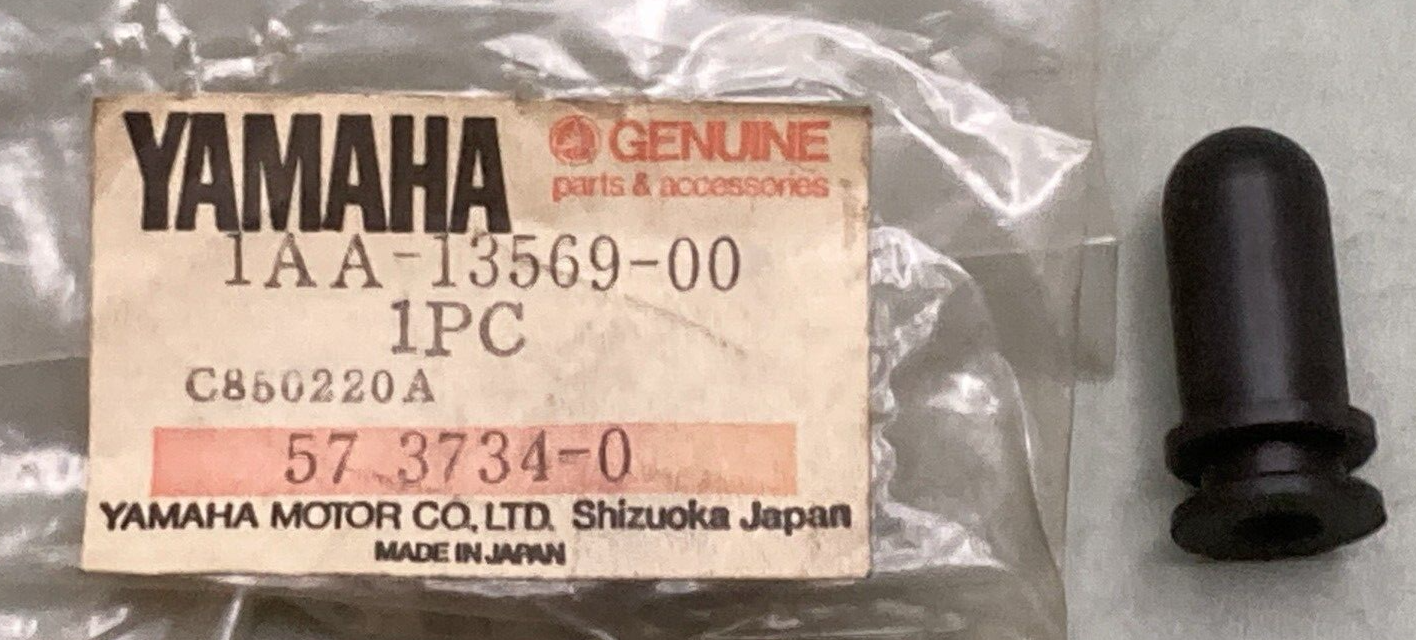 YAMAHA GENUINE
parts & accessories
1AA-13569-00
1PC
C850220A
57 3734-0
YAMAHA MOTOR CO., LTD. Shizuoka Japan
MADE IN JAPAN